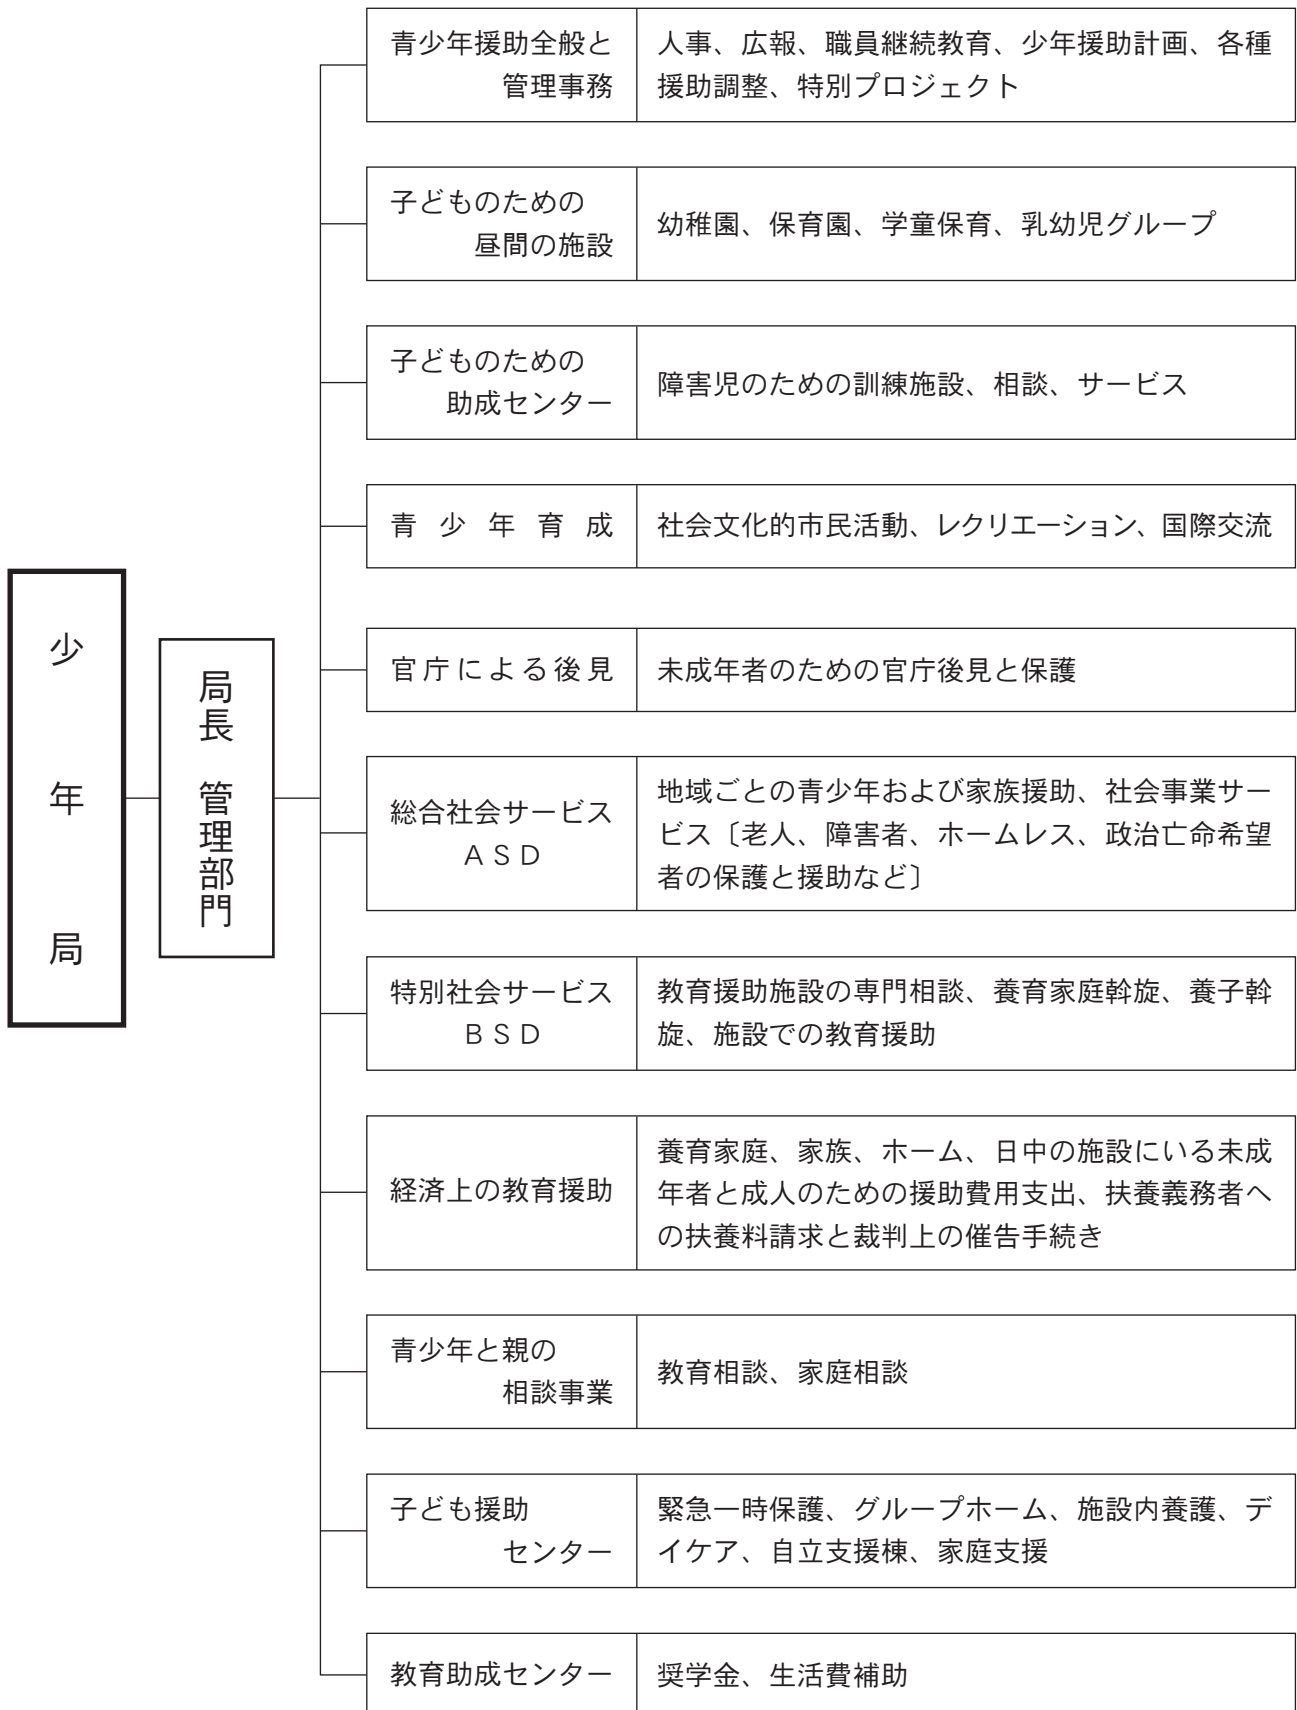 少年局
局長 管理部門
青少年援助全般と
管理事務
人事、広報、職員継続教育、少年援助計画、各種
援助調整、特別プロジェクト
子どものための
昼間の施設
幼稚園、保育園、学童保育、乳幼児グループ
子どものための
助成センター
障害児のための訓練施設、相談、サービス
青少年育成
社会文化的市民活動、レクリエーション、国際交流
官庁による後見
未成年者のための官庁後見と保護
総合社会サービス
ASD
地域ごとの青少年および家族援助、社会事業サー
ビス〔老人、障害者、ホームレス、政治亡命希望
者の保護と援助など〕
特別社会サービス
BSD
教育援助施設の専門相談、養育家庭斡旋、養子斡
旋、施設での教育援助
経済上の教育援助
養育家庭、家族、ホーム、日中の施設にいる未成
年者と成人のための援助費用支出、扶養義務者へ
の扶養料請求と裁判上の催告手続き
青少年と親の
相談事業
教育相談、家庭相談
子ども援助
センター
緊急一時保護、グループホーム、施設内養護、デ
イケア、自立支援棟、家庭支援
教育助成センター
奨学金、生活費補助